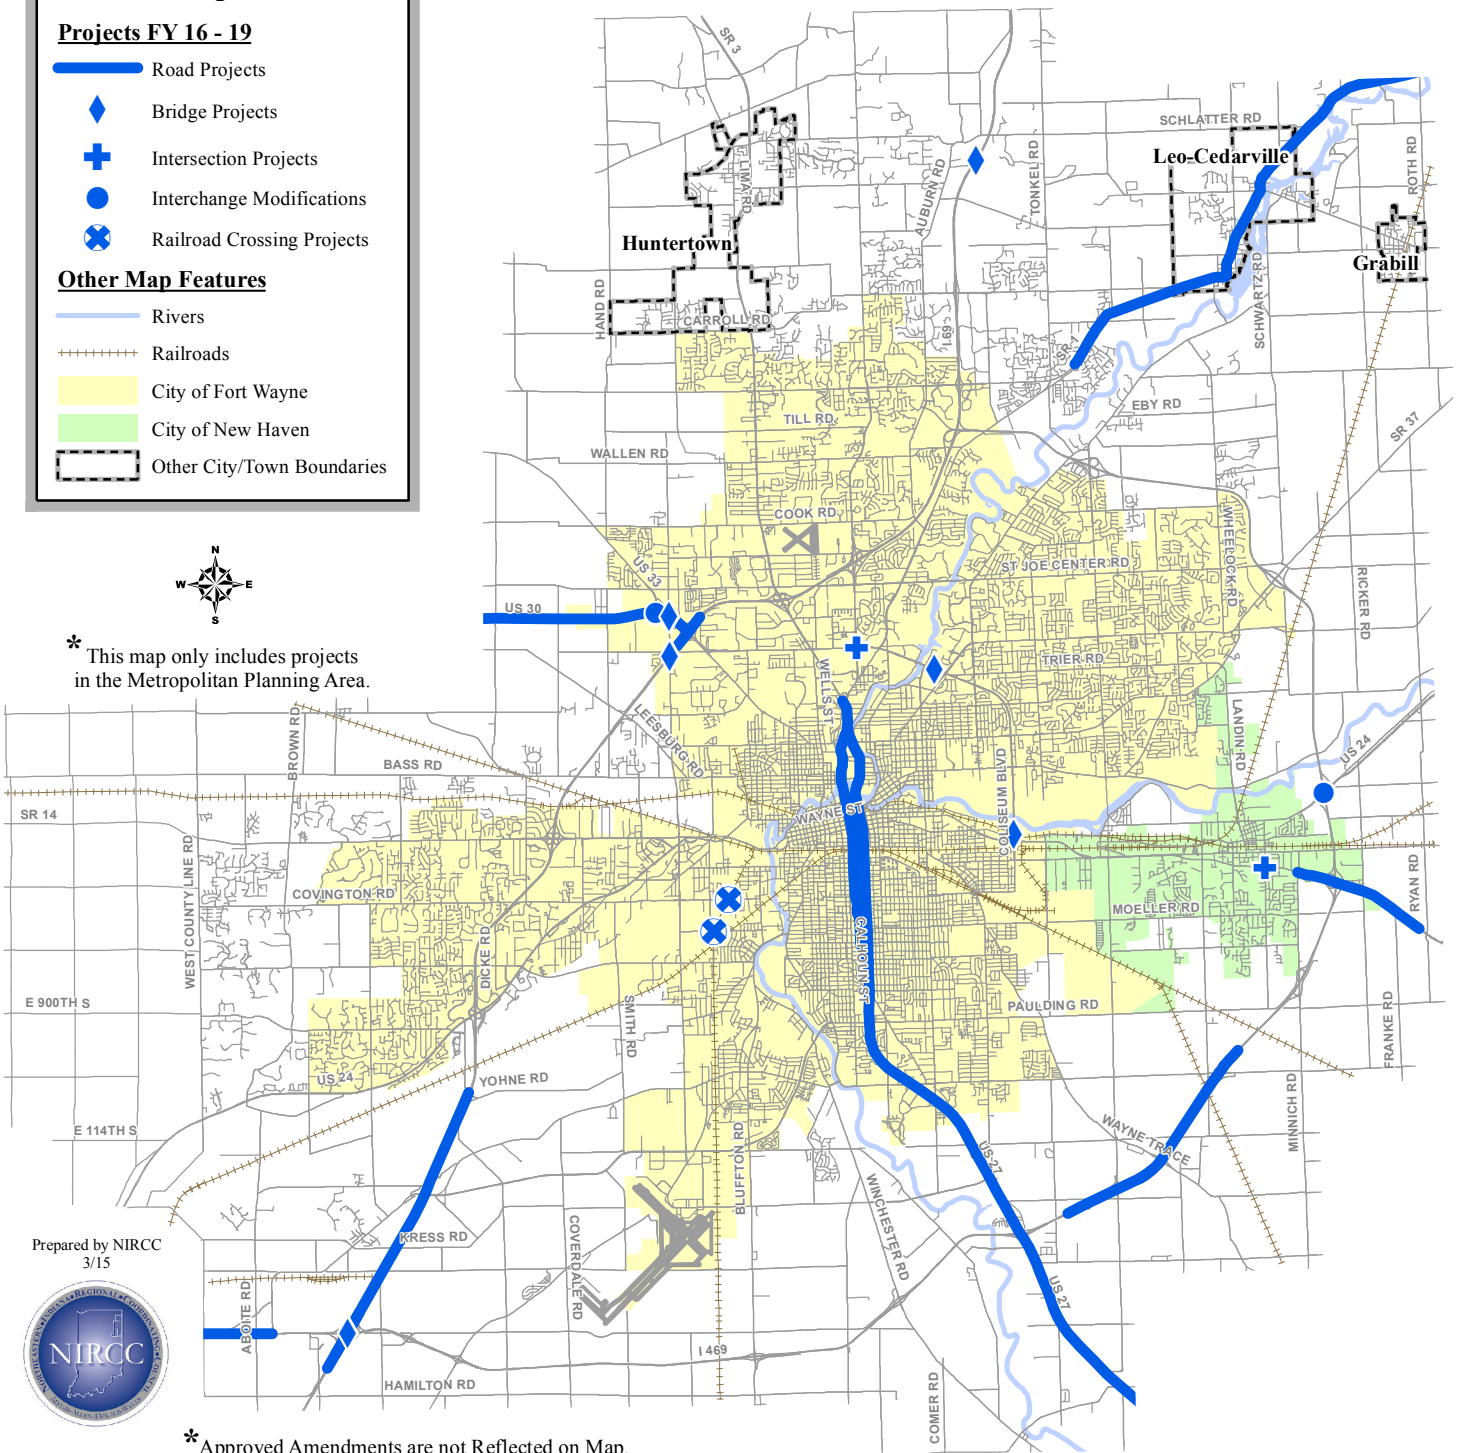 Projects FY 16 - 19
Road Projects
Bridge Projects
Intersection Projects
Interchange Modifications
Railroad Crossing Projects
Other Map Features
Rivers
Railroads
City of Fort Wayne
City of New Haven
Other City/Town Boundaries
N
W E
S
* This map only includes projects
in the Metropolitan Planning Area.
SR 3
SCHLATTER RD
Leo-Cedarville
ROTH RD
LIMA RD
AUBURN RD
TONKEL RD
Huntertown
Grabill
HAND RD
CARROLL RD
I 69
SCHWARTZ RD
SR 1
EBY RD
SR 37
TILL RD
WALLEN RD
COOK RD
WHEELOCK RD
US 33
ST JOE CENTER RD
RICKER RD
US 30
WELLS ST
TRIER RD
LEESBURG RD
LANDIN RD
BROWN RD
BASS RD
US 24
COLISEUM BLVD
SR 14
WAYNE ST
WEST COUNTY LINE RD
COVINGTON RD
RYAN RD
MOELLER RD
DICKE RD
CALHOUN ST
E 900TH S
SMITH RD
PAULDING RD
FRANKE RD
US 24
YOHNE RD
MINNICH RD
E 114TH S
BLUFFTON RD
WAYNE TRACE
US 27
WINCHESTER RD
KRESS RD
COVERDALE RD
US 27
ABOITE RD
I 469
HAMILTON RD
COMER RD
Prepared by NIRCC
3/15
NORTHEASTERN INDIANA REGIONAL COORDINATING COUNCIL
NIRCC
*Approved Amendments are not Reflected on Map.